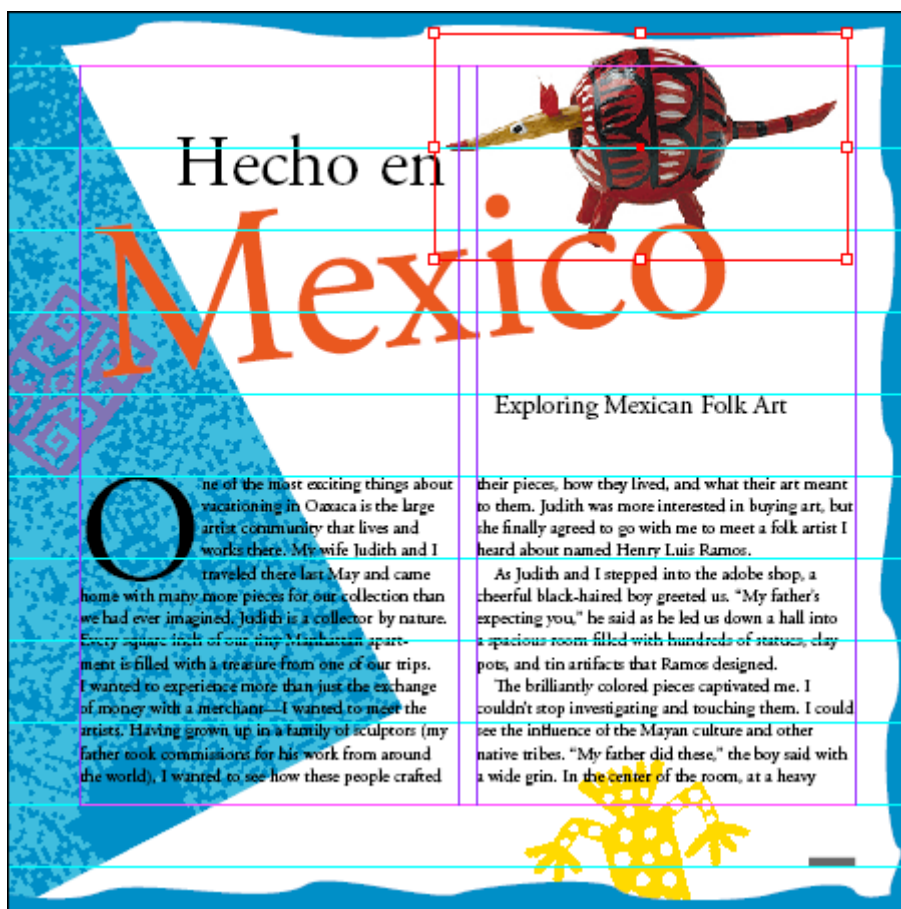 Hecho en
Mexico
Exploring Mexican Folk Art
One of the most exciting things about
vacationing in Oaxaca is the large
artist community that lives and
works there. My wife Judith and I
traveled there last May and came
home with many more pieces for our collection than
we had ever imagined. Judith is a collector by nature.
Every square inch of our tiny Manhattan apart-
ment is filled with a treasure from one of our trips.
I wanted to experience more than just the exchange
of money with a merchant—I wanted to meet the
artists. Having grown up in a family of sculptors (my
father took commissions for his work from around
the world), I wanted to see how these people crafted
their pieces, how they lived, and what their art meant
to them. Judith was more interested in buying art, but
she finally agreed to go with me to meet a folk artist I
heard about named Henry Luis Ramos.
As Judith and I stepped into the adobe shop, a
cheerful black-haired boy greeted us. “My father’s
expecting you,” he said as he led us down a hall into
a spacious room filled with hundreds of statues, clay
pots, and tin artifacts that Ramos designed.
The brilliantly colored pieces captivated me. I
couldn’t stop investigating and touching them. I could
see the influence of the Mayan culture and other
native tribes. “My father did these,” the boy said with
a wide grin. In the center of the room, at a heavy